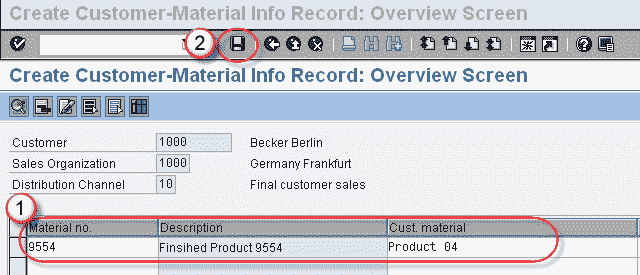 Create Customer-Material Info Record: Overview Screen
2
Create Customer-Material Info Record: Overview Screen
Customer 1000 Becker Berlin
Sales Organization 1000 Germany Frankfurt
Distribution Channel 10 Final customer sales
1
Material no. Description Cust. material
9554 Finsihed Product 9554 Product 04